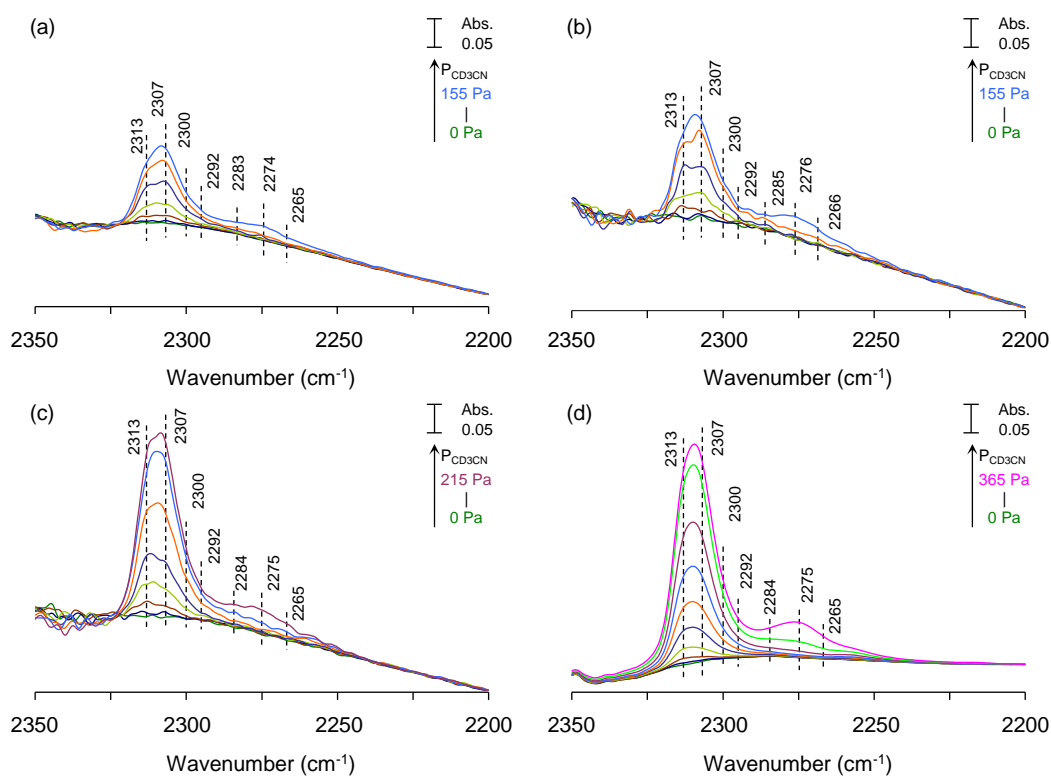 (a)
Abs.
0.05
P_CD3CN
155 Pa
0 Pa
2313
2307
2300
2292
2283
2274
2265
2350 2300 2250 2200
Wavenumber (cm⁻¹)
(b)
Abs.
0.05
P_CD3CN
155 Pa
0 Pa
2313
2307
2300
2292
2285
2276
2266
2350 2300 2250 2200
Wavenumber (cm⁻¹)
(c)
Abs.
0.05
P_CD3CN
215 Pa
0 Pa
2313
2307
2300
2292
2284
2275
2265
2350 2300 2250 2200
Wavenumber (cm⁻¹)
(d)
Abs.
0.05
P_CD3CN
365 Pa
0 Pa
2313
2307
2300
2292
2284
2275
2265
2350 2300 2250 2200
Wavenumber (cm⁻¹)